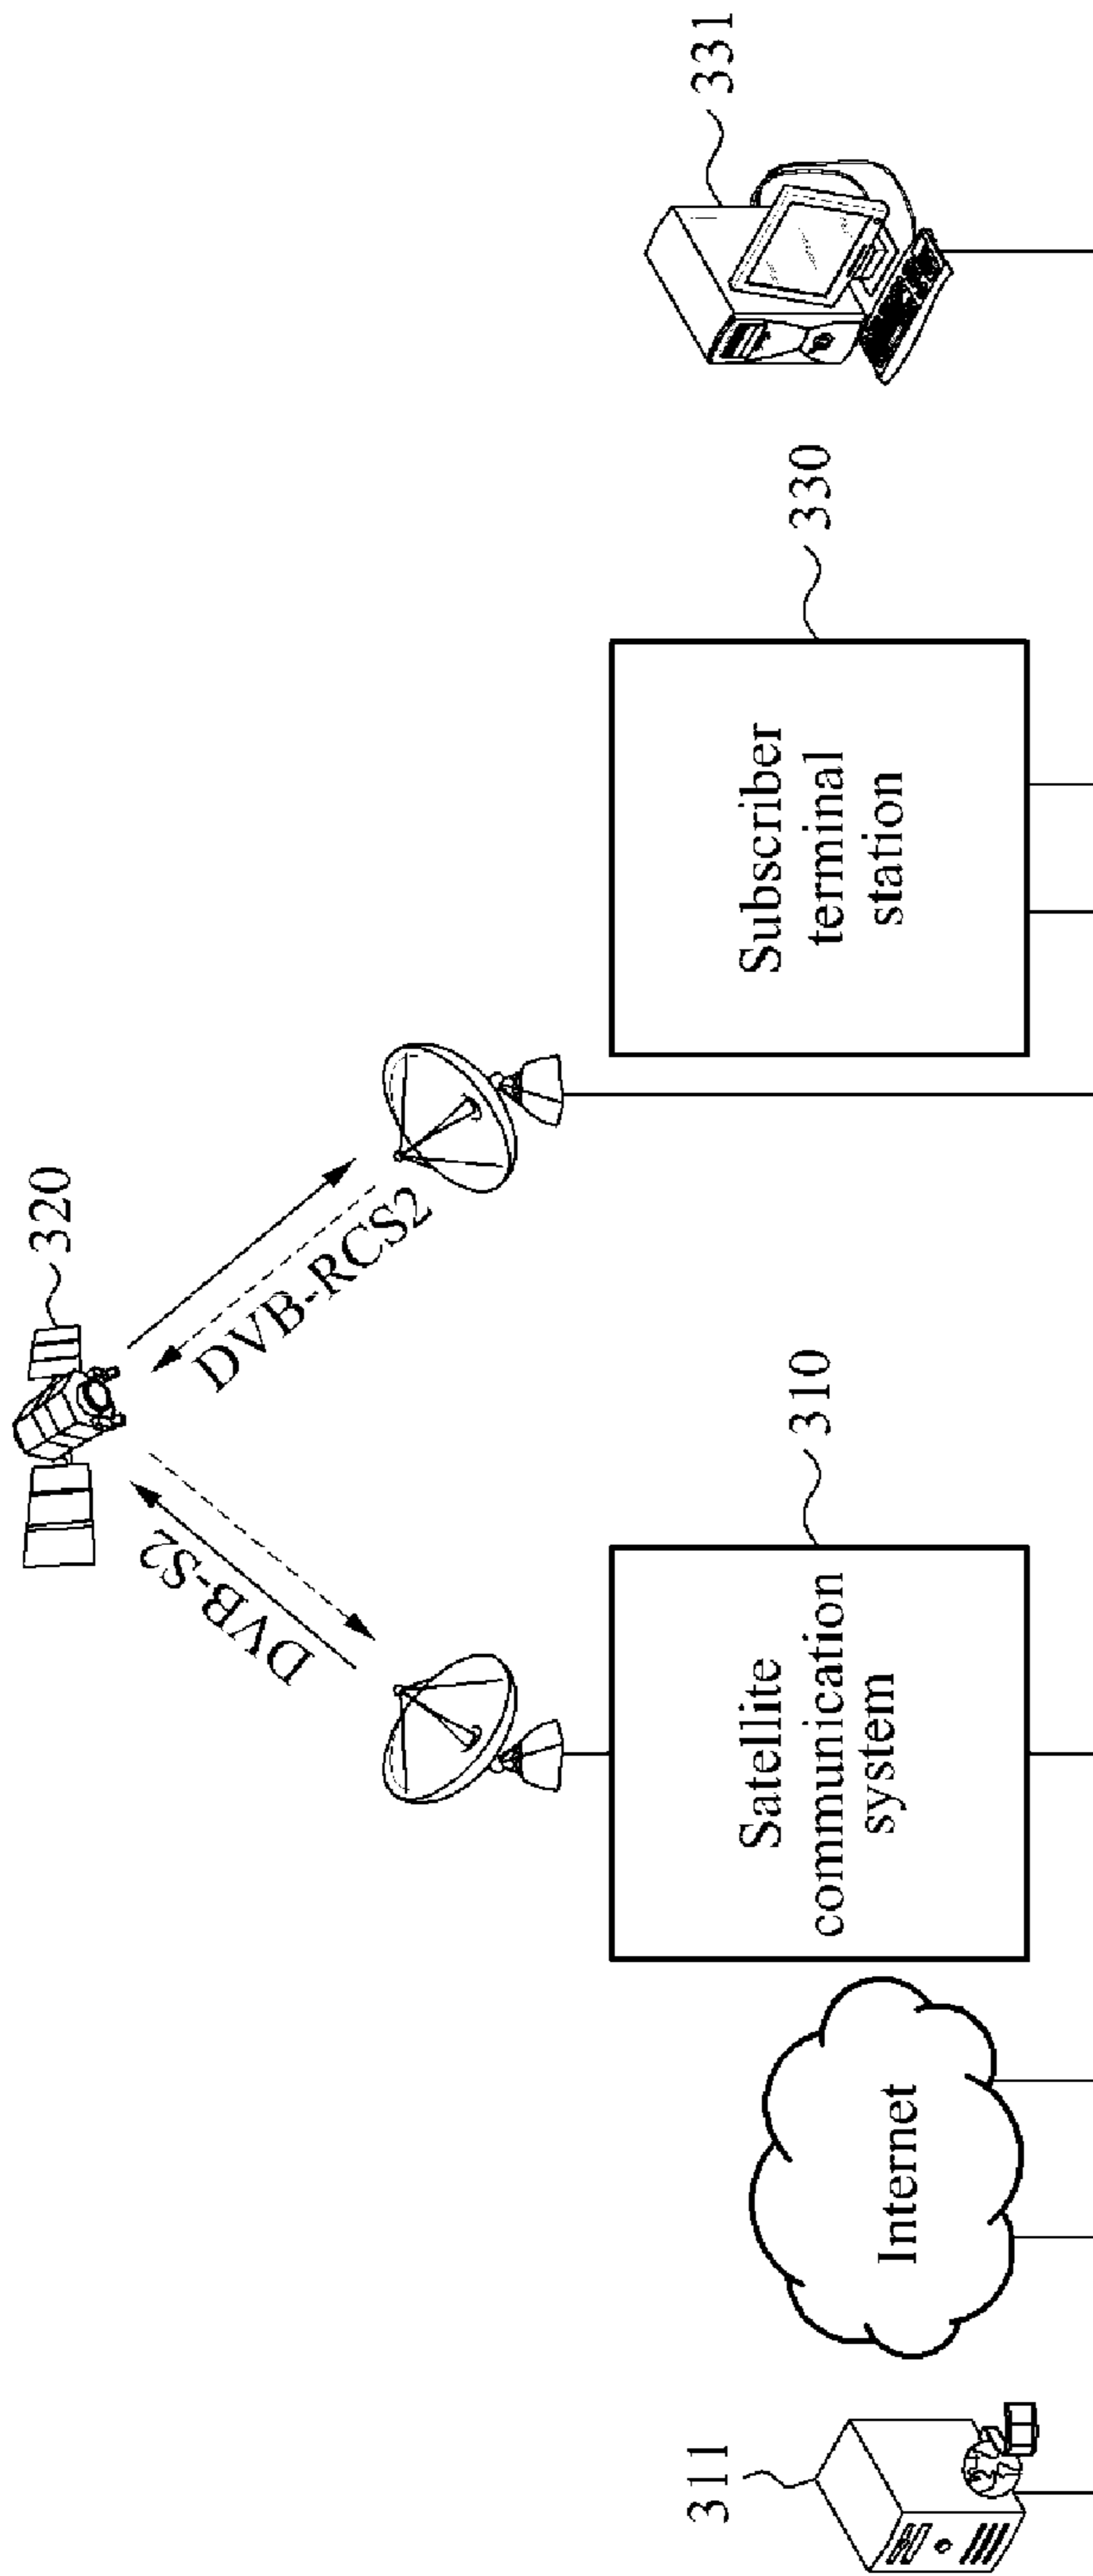 320
DVB-S2
DVB-RCS2
311
Internet
Satellite
communication
system
310
Subscriber
terminal
station
330
331